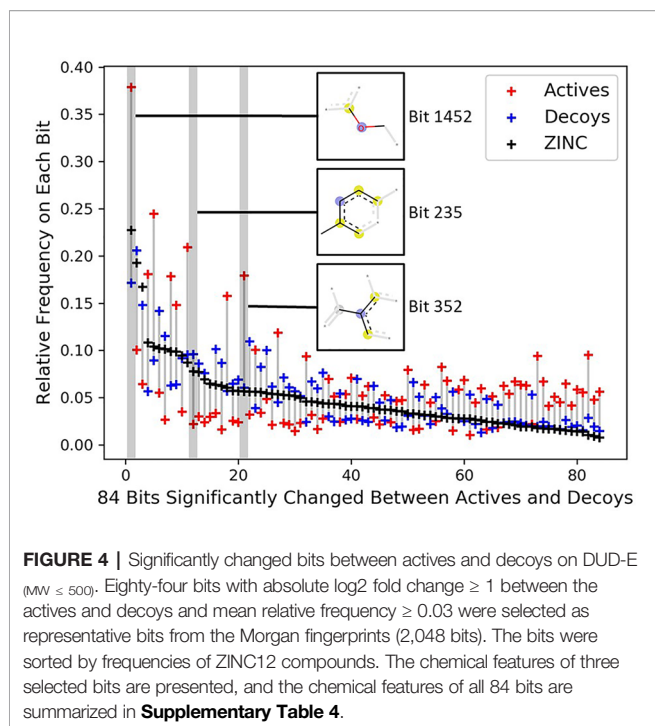 0.40
0.35
0.30
0.25
0.20
0.15
0.10
0.05
0.00
Relative Frequency on Each Bit
0 20 40 60 80
84 Bits Significantly Changed Between Actives and Decoys
Bit 1452
Bit 235
Bit 352
Actives
Decoys
ZINC
FIGURE 4 | Significantly changed bits between actives and decoys on DUD-E
(MW ≤ 500). Eighty-four bits with absolute log2 fold change ≥ 1 between the
actives and decoys and mean relative frequency ≥ 0.03 were selected as
representative bits from the Morgan fingerprints (2,048 bits). The bits were
sorted by frequencies of ZINC12 compounds. The chemical features of three
selected bits are presented, and the chemical features of all 84 bits are
summarized in Supplementary Table 4.